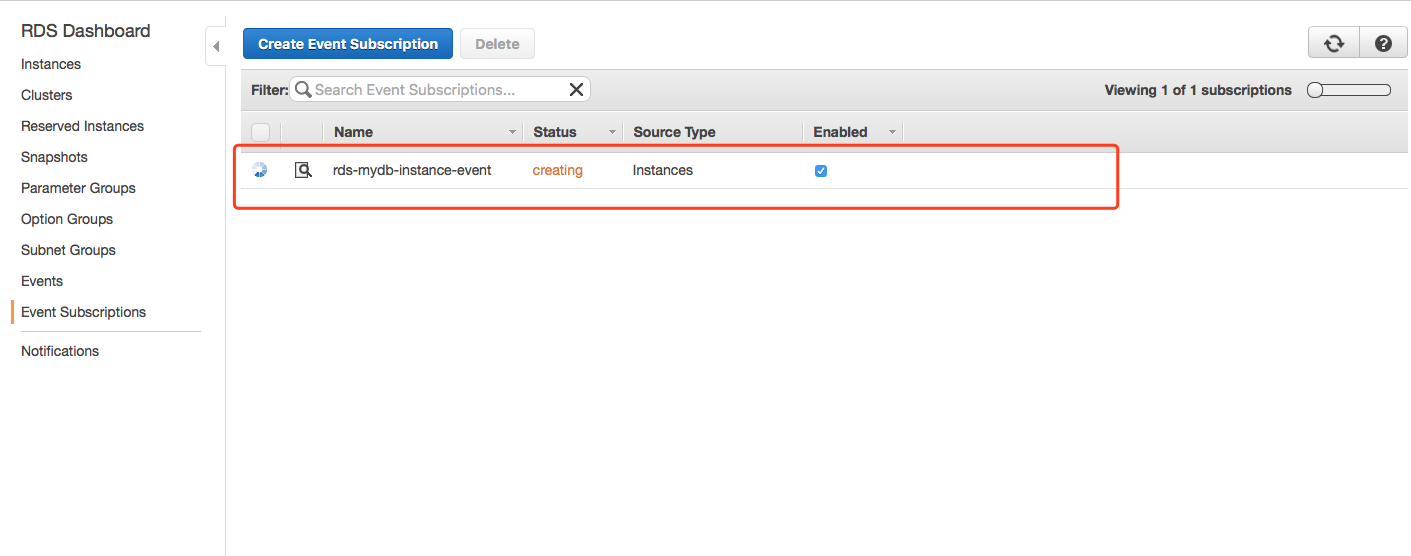 RDS Dashboard
Instances
Clusters
Reserved Instances
Snapshots
Parameter Groups
Option Groups
Subnet Groups
Events
Event Subscriptions
Notifications
Create Event Subscription Delete ?
Filter: Search Event Subscriptions... Viewing 1 of 1 subscriptions
Name Status Source Type Enabled
rds-mydb-instance-event creating Instances